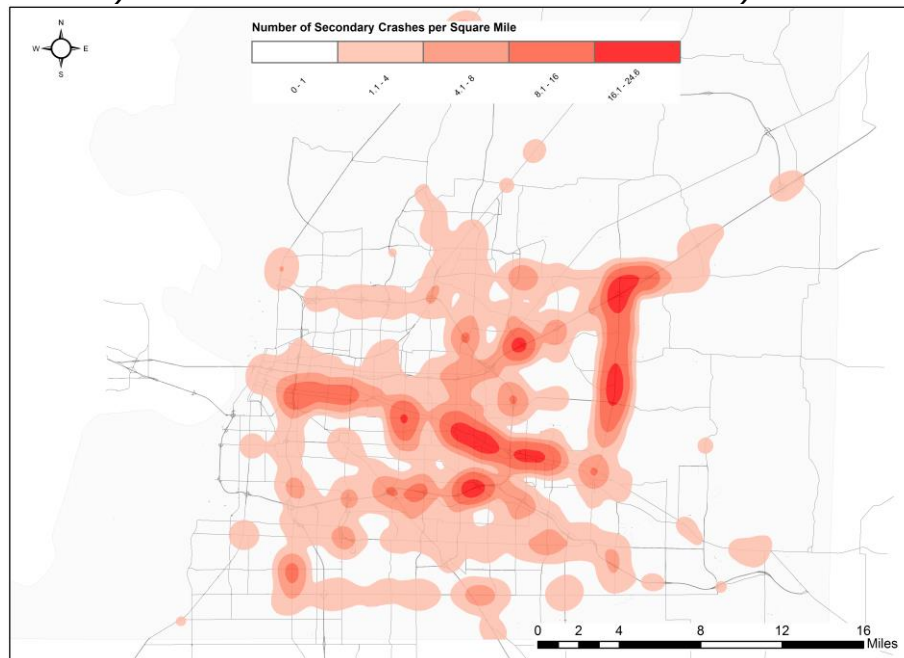 Number of Secondary Crashes per Square Mile
N
W E
S
0 - 1
1.1 - 4
4.1 - 8
8.1 - 16
16.1 - 24.6
0 2 4 8 12 16
Miles